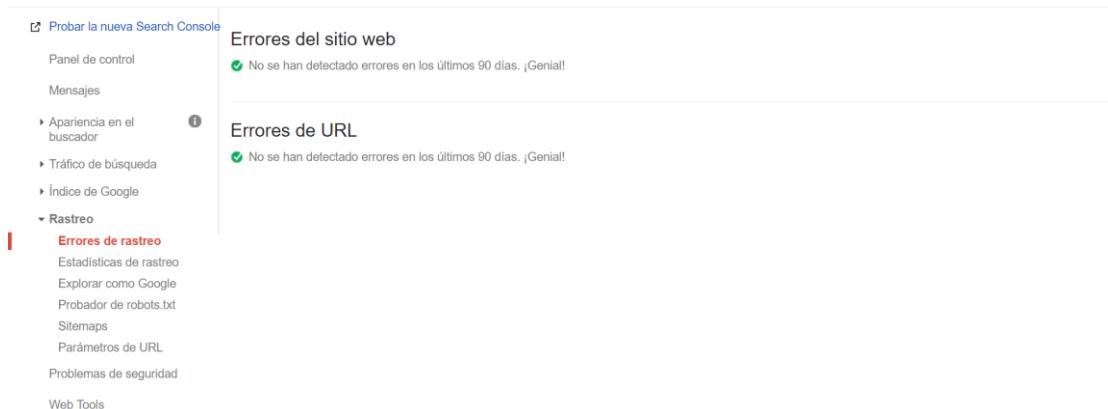 Probar la nueva Search Console
Panel de control
Mensajes
Apariencia en el
buscador
Tráfico de búsqueda
Índice de Google
Rastreo
Errores de rastreo
Estadísticas de rastreo
Explorar como Google
Probador de robots.txt
Sitemaps
Parámetros de URL
Problemas de seguridad
Web Tools
Errores del sitio web
No se han detectado errores en los últimos 90 días. ¡Genial!
Errores de URL
No se han detectado errores en los últimos 90 días. ¡Genial!